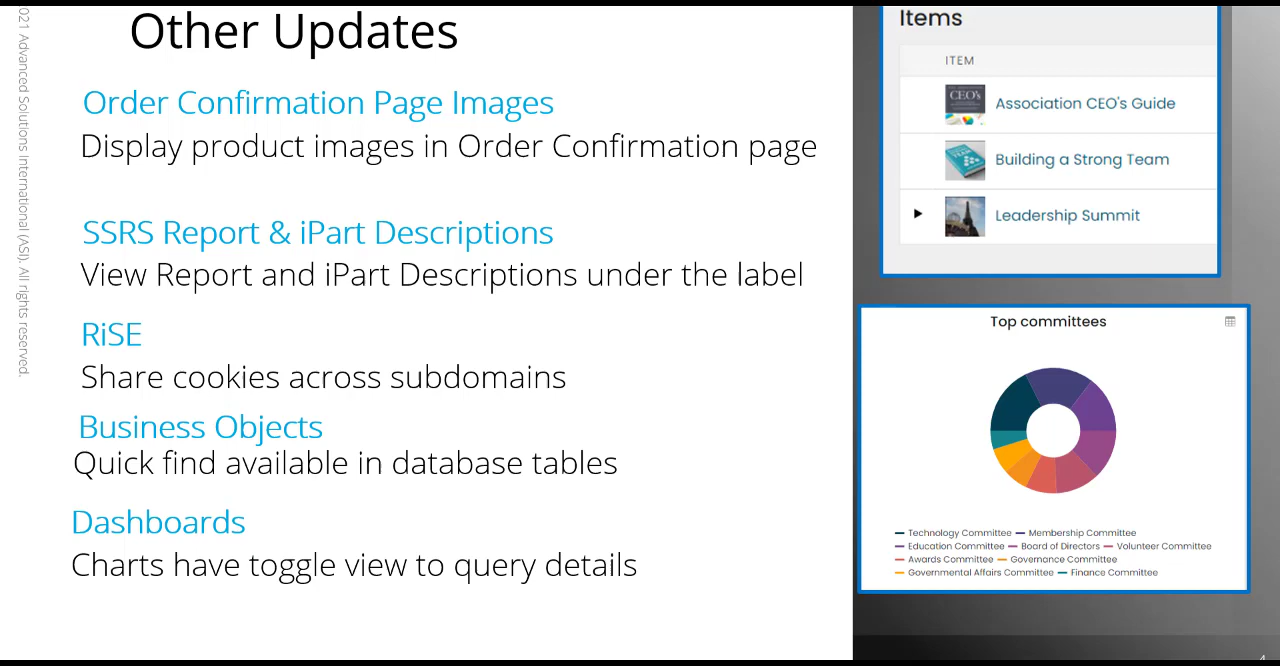 021 Advanced Solutions International (ASI). All rights reserved.
Other Updates
Order Confirmation Page Images
Display product images in Order Confirmation page
SSRS Report & iPart Descriptions
View Report and iPart Descriptions under the label
RiSE
Share cookies across subdomains
Business Objects
Quick find available in database tables
Dashboards
Charts have toggle view to query details
Items
ITEM
CEO's
Association CEO's Guide
Building a Strong Team
Leadership Summit
Top committees
Technology Committee Membership Committee
Education Committee Board of Directors Volunteer Committee
Awards Committee Governance Committee
Governmental Affairs Committee Finance Committee